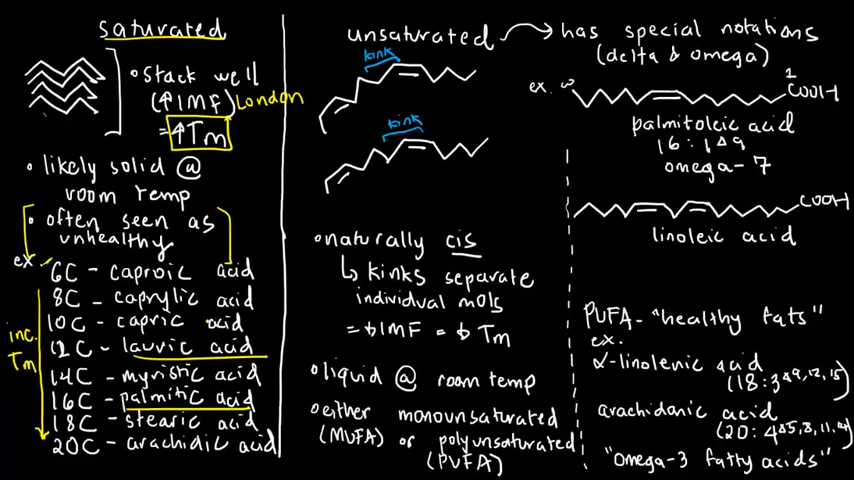 saturated
• stack well
(↑IMF) London
= ↑Tm
• likely solid @
room temp
• often seen as
unhealthy
ex.
6C - caproic acid
8C - caprylic acid
10C - capric acid
12C - lauric acid
14C - myristic acid
16C - palmitic acid
18C - stearic acid
20C - arachidic acid
inc.
Tm
unsaturated
kink
kink
• naturally cis
↳ kinks separate
individual mols
= ↓IMF = ↓ Tm
• liquid @ room temp
• either monounsaturated
(MUFA) or polyunsaturated
(PUFA)
has special notations
(delta & omega)
ex. ω
1
COOH
palmitoleic acid
16:1Δ9
omega-7
COOH
linoleic acid
PUFA - "healthy fats"
ex.
α-linolenic acid
(18:3Δ9,12,15)
arachidonic acid
(20:4Δ5,8,11,14)
"omega-3 fatty acids"